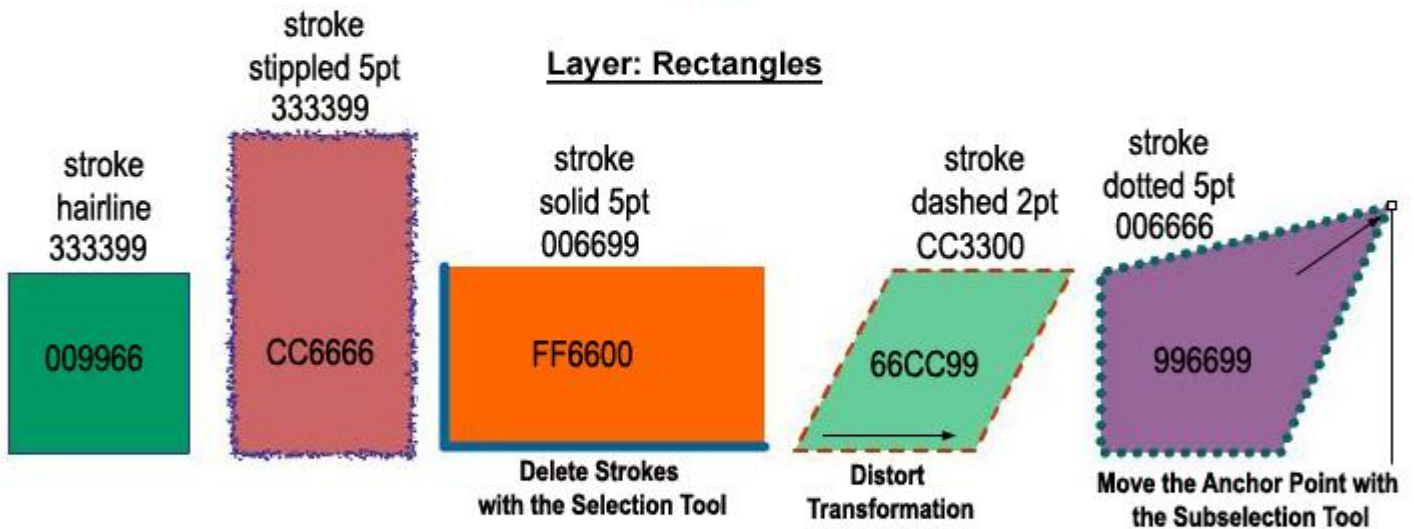 Layer: Rectangles
stroke
hairline
333399
009966
stroke
stippled 5pt
333399
CC6666
stroke
solid 5pt
006699
FF6600
Delete Strokes
with the Selection Tool
stroke
dashed 2pt
CC3300
66CC99
Distort
Transformation
stroke
dotted 5pt
006666
996699
Move the Anchor Point with
the Subselection Tool